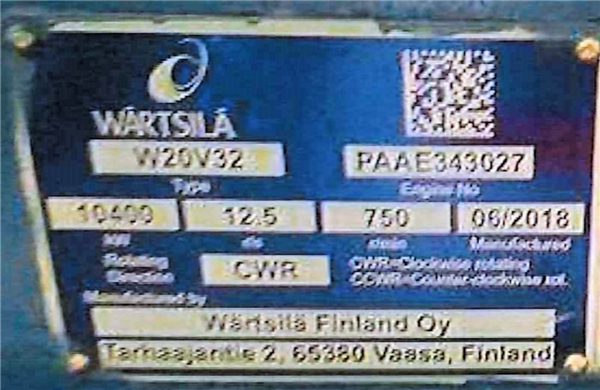 WÄRTSILÄ
W20V32 PAAE343027
Type Engine No
10400 12.5 750 06/2018
kW r/s r/min Manufactured
Rotating CWR CWR=Clockwise rotating
Direction CCWR=Counter-clockwise rot.
Manufactured by
Wärtsilä Finland Oy
Tarhaajantie 2, 65380 Vaasa, Finland